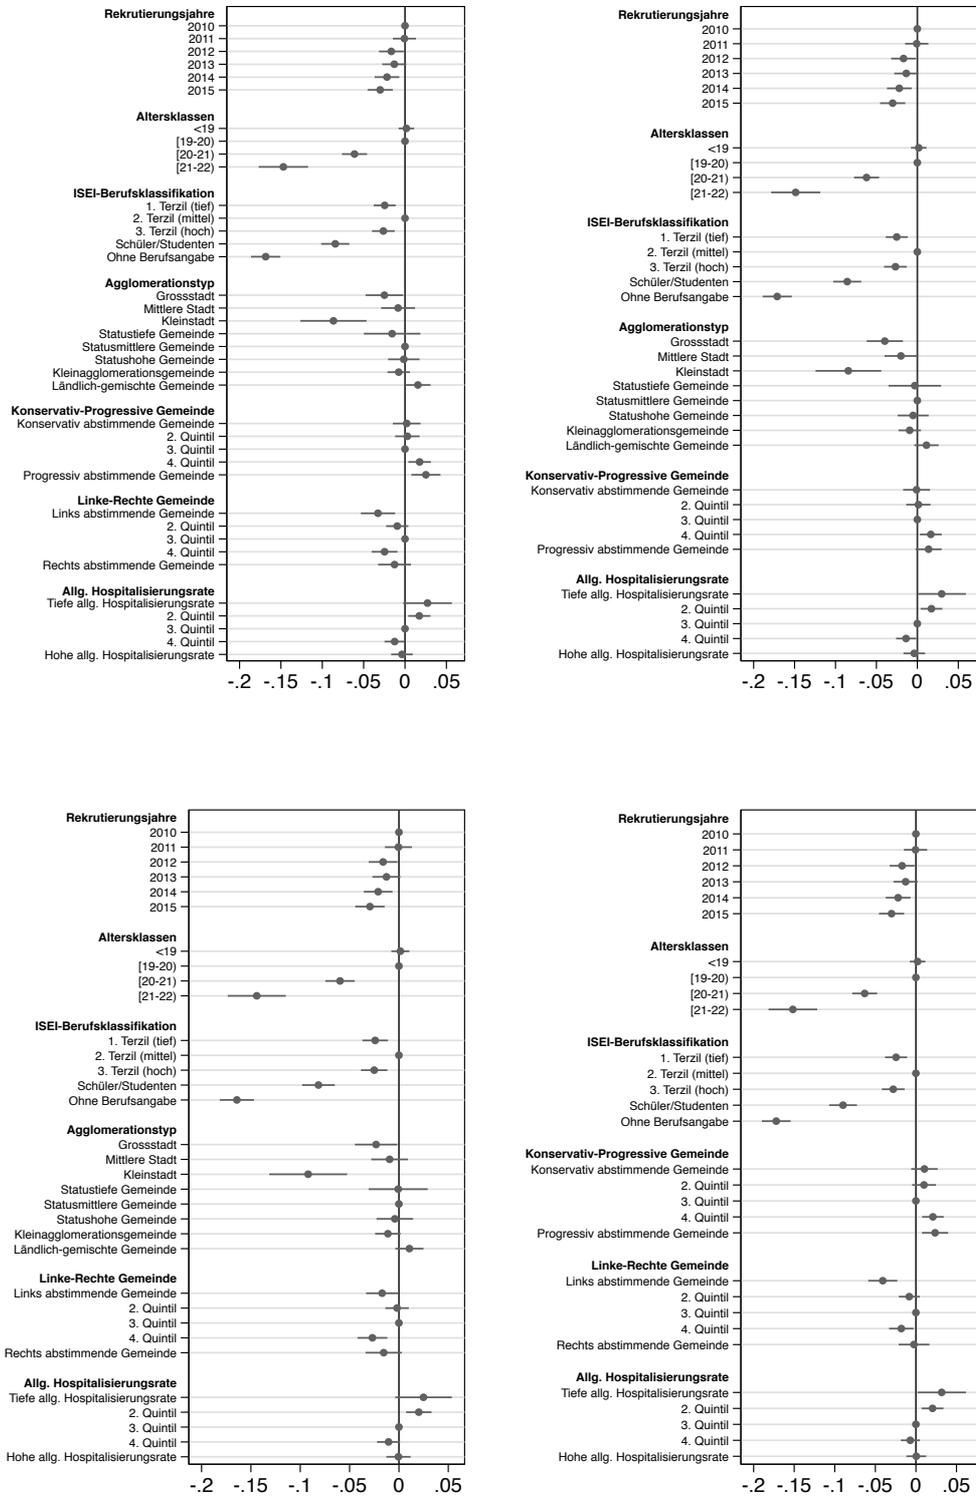 Rekrutierungsjahre
2010
2011
2012
2013
2014
2015
Altersklassen
<19
[19-20)
[20-21)
[21-22)
ISEI-Berufsklassifikation
1. Terzil (tief)
2. Terzil (mittel)
3. Terzil (hoch)
Schüler/Studenten
Ohne Berufsangabe
Agglomerationstyp
Grossstadt
Mittlere Stadt
Kleinstadt
Statustiefe Gemeinde
Statusmittlere Gemeinde
Statushohe Gemeinde
Kleinagglomerationsgemeinde
Ländlich-gemischte Gemeinde
Konservativ-Progressive Gemeinde
Konservativ abstimmende Gemeinde
2. Quintil
3. Quintil
4. Quintil
Progressiv abstimmende Gemeinde
Linke-Rechte Gemeinde
Links abstimmende Gemeinde
2. Quintil
3. Quintil
4. Quintil
Rechts abstimmende Gemeinde
Allg. Hospitalisierungsrate
Tiefe allg. Hospitalisierungsrate
2. Quintil
3. Quintil
4. Quintil
Hohe allg. Hospitalisierungsrate
-.2 -.15 -.1 -.05 0 .05
Rekrutierungsjahre
2010
2011
2012
2013
2014
2015
Altersklassen
<19
[19-20)
[20-21)
[21-22)
ISEI-Berufsklassifikation
1. Terzil (tief)
2. Terzil (mittel)
3. Terzil (hoch)
Schüler/Studenten
Ohne Berufsangabe
Agglomerationstyp
Grossstadt
Mittlere Stadt
Kleinstadt
Statustiefe Gemeinde
Statusmittlere Gemeinde
Statushohe Gemeinde
Kleinagglomerationsgemeinde
Ländlich-gemischte Gemeinde
Konservativ-Progressive Gemeinde
Konservativ abstimmende Gemeinde
2. Quintil
3. Quintil
4. Quintil
Progressiv abstimmende Gemeinde
Allg. Hospitalisierungsrate
Tiefe allg. Hospitalisierungsrate
2. Quintil
3. Quintil
4. Quintil
Hohe allg. Hospitalisierungsrate
-.2 -.15 -.1 -.05 0 .05
Rekrutierungsjahre
2010
2011
2012
2013
2014
2015
Altersklassen
<19
[19-20)
[20-21)
[21-22)
ISEI-Berufsklassifikation
1. Terzil (tief)
2. Terzil (mittel)
3. Terzil (hoch)
Schüler/Studenten
Ohne Berufsangabe
Agglomerationstyp
Grossstadt
Mittlere Stadt
Kleinstadt
Statustiefe Gemeinde
Statusmittlere Gemeinde
Statushohe Gemeinde
Kleinagglomerationsgemeinde
Ländlich-gemischte Gemeinde
Linke-Rechte Gemeinde
Links abstimmende Gemeinde
2. Quintil
3. Quintil
4. Quintil
Rechts abstimmende Gemeinde
Allg. Hospitalisierungsrate
Tiefe allg. Hospitalisierungsrate
2. Quintil
3. Quintil
4. Quintil
Hohe allg. Hospitalisierungsrate
-.2 -.15 -.1 -.05 0 .05
Rekrutierungsjahre
2010
2011
2012
2013
2014
2015
Altersklassen
<19
[19-20)
[20-21)
[21-22)
ISEI-Berufsklassifikation
1. Terzil (tief)
2. Terzil (mittel)
3. Terzil (hoch)
Schüler/Studenten
Ohne Berufsangabe
Konservativ-Progressive Gemeinde
Konservativ abstimmende Gemeinde
2. Quintil
3. Quintil
4. Quintil
Progressiv abstimmende Gemeinde
Linke-Rechte Gemeinde
Links abstimmende Gemeinde
2. Quintil
3. Quintil
4. Quintil
Rechts abstimmende Gemeinde
Allg. Hospitalisierungsrate
Tiefe allg. Hospitalisierungsrate
2. Quintil
3. Quintil
4. Quintil
Hohe allg. Hospitalisierungsrate
-.2 -.15 -.1 -.05 0 .05